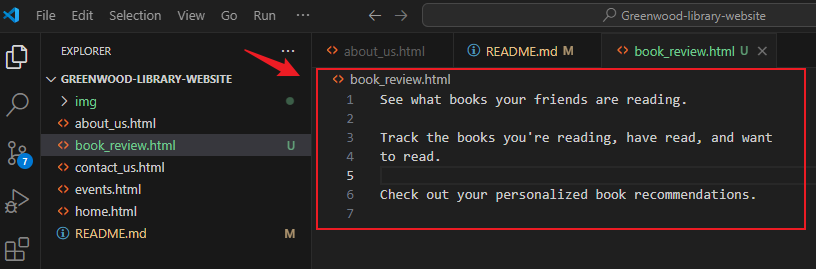 File Edit Selection View Go Run ··· Greenwood-library-website
EXPLORER ···
GREENWOOD-LIBRARY-WEBSITE
img
about_us.html
book_review.html U
contact_us.html
events.html
home.html
README.md M
7
about_us.html README.md M book_review.html U
book_review.html
1 See what books your friends are reading.
2
3 Track the books you're reading, have read, and want
4 to read.
5
6 Check out your personalized book recommendations.
7